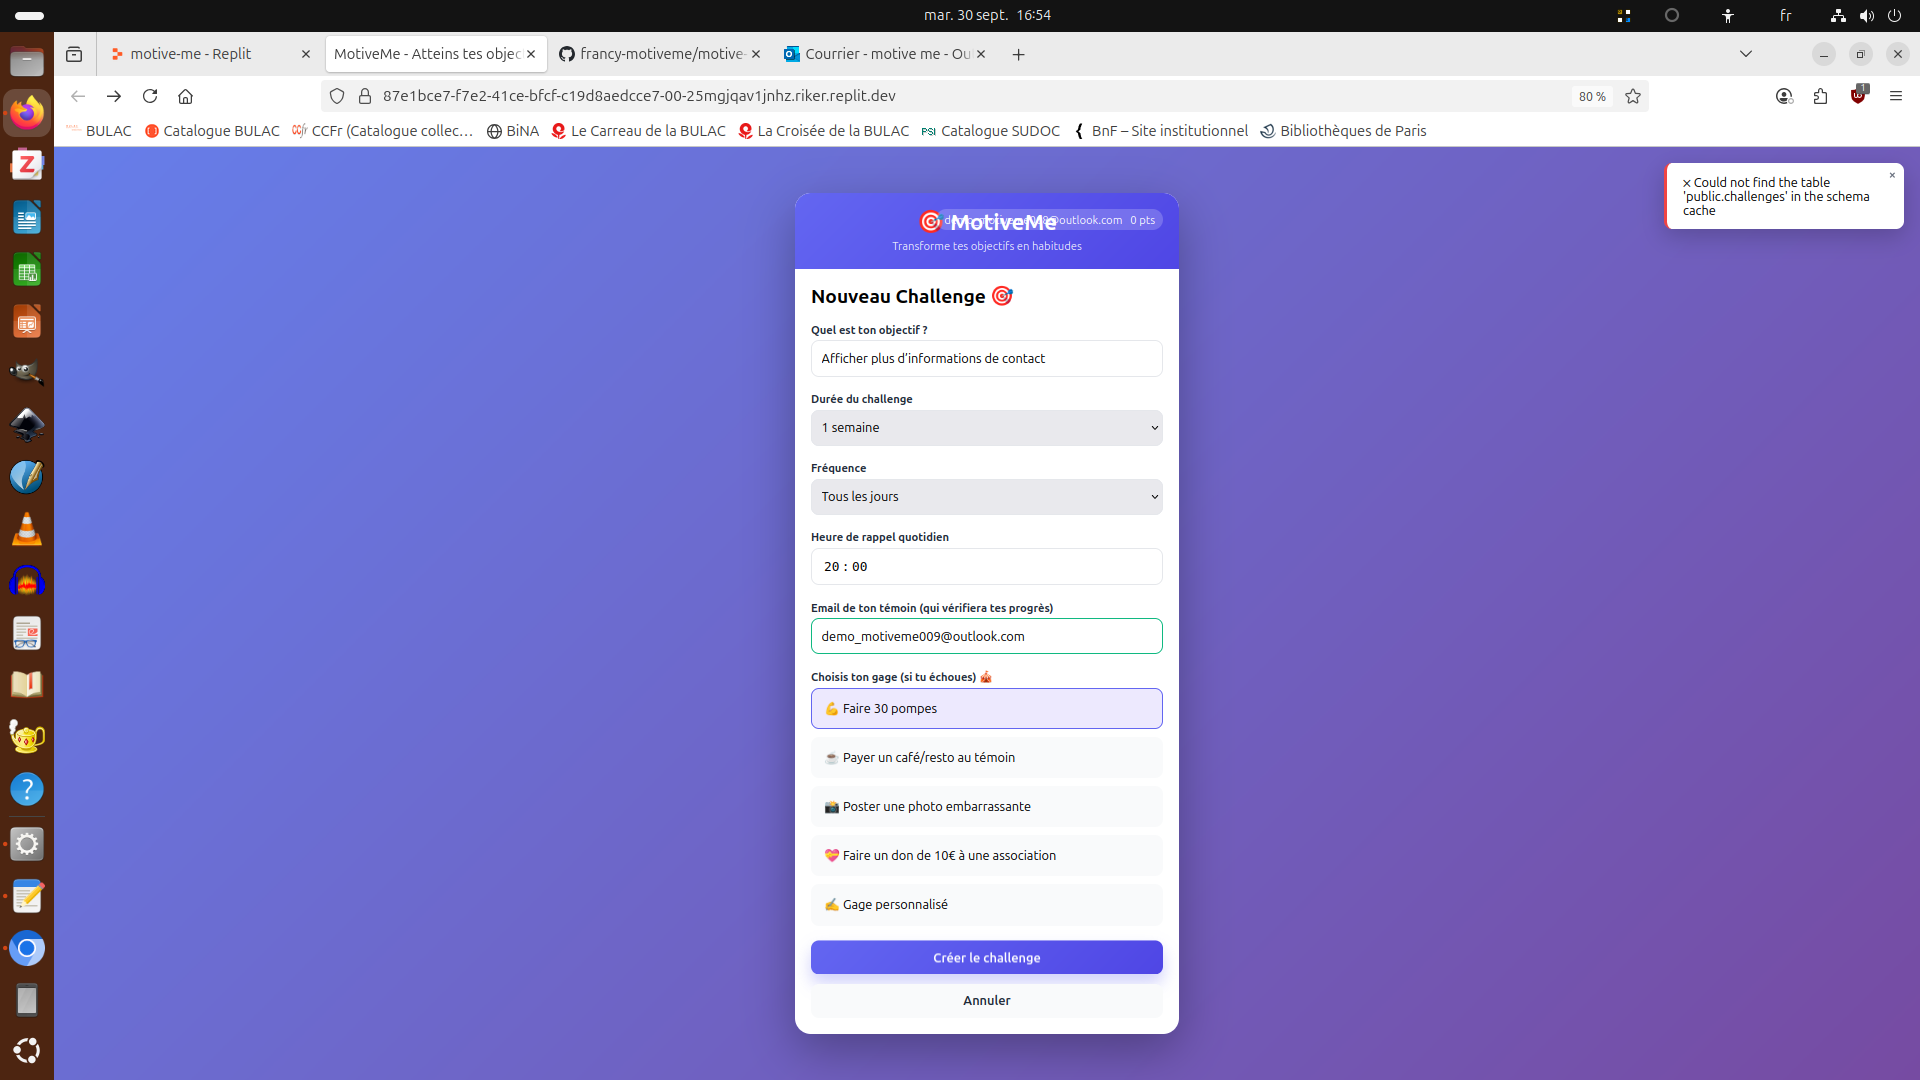 mar. 30 sept. 16:54
fr
motive-me - Replit
MotiveMe - Atteins tes objec
francy-motiveme/motive-
Courrier - motive me - Ou
87e1bce7-f7e2-41ce-bfcf-c19d8aedcce7-00-25mgjqav1jnhz.riker.replit.dev
80 %
1
BULAC
Catalogue BULAC
CCFr (Catalogue collec…
BiNA
Le Carreau de la BULAC
La Croisée de la BULAC
Catalogue SUDOC
BnF – Site institutionnel
Bibliothèques de Paris
× Could not find the table
'public.challenges' in the schema
cache
MotiveMe
demo_motiveme009@outlook.com 0 pts
Transforme tes objectifs en habitudes
Nouveau Challenge 🎯
Quel est ton objectif ?
Afficher plus d’informations de contact
Durée du challenge
1 semaine
Fréquence
Tous les jours
Heure de rappel quotidien
20 : 00
Email de ton témoin (qui vérifiera tes progrès)
demo_motiveme009@outlook.com
Choisis ton gage (si tu échoues) 🎪
💪 Faire 30 pompes
☕ Payer un café/resto au témoin
📸 Poster une photo embarrassante
💝 Faire un don de 10€ à une association
✍️ Gage personnalisé
Créer le challenge
Annuler